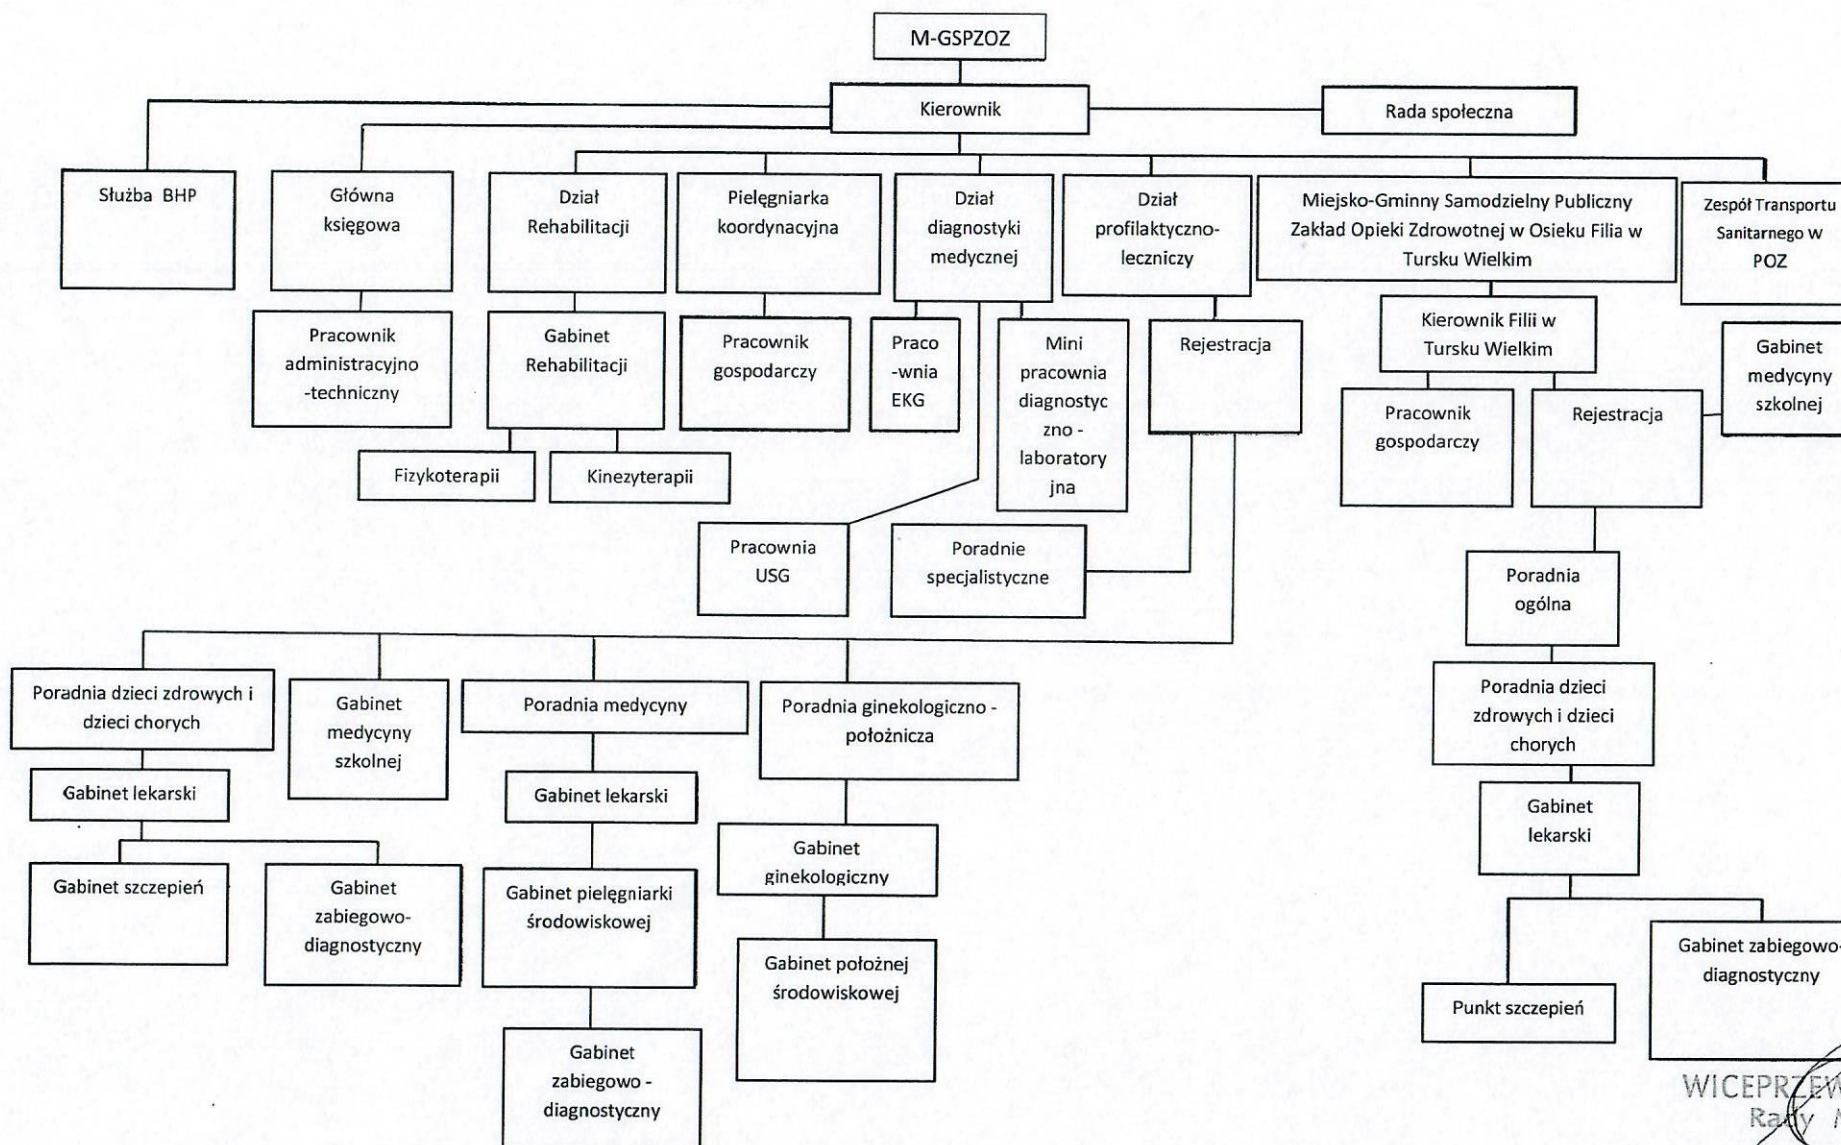 M-GSPZOZ
Kierownik
Rada społeczna
Służba BHP
Główna
księgowa
Dział
Rehabilitacji
Pielęgniarka
koordynacyjna
Dział
diagnostyki
medycznej
Dział
profilaktyczno-
leczniczy
Miejsko-Gminny Samodzielny Publiczny
Zakład Opieki Zdrowotnej w Osieku Filia w
Tursku Wielkim
Zespół Transportu
Sanitarnego w
POZ
Pracownik
administracyjno
-techniczny
Gabinet
Rehabilitacji
Pracownik
gospodarczy
Praco
-wnia
EKG
Mini
pracownia
diagnostyc
zno -
laboratory
jna
Rejestracja
Kierownik Filii w
Tursku Wielkim
Gabinet
medycyny
szkolnej
Pracownik
gospodarczy
Rejestracja
Fizykoterapii
Kinezyterapii
Pracownia
USG
Poradnie
specjalistyczne
Poradnia
ogólna
Poradnia dzieci zdrowych i
dzieci chorych
Gabinet
medycyny
szkolnej
Poradnia medycyny
Poradnia ginekologiczno -
położnicza
Poradnia dzieci
zdrowych i dzieci
chorych
Gabinet lekarski
Gabinet lekarski
Gabinet
ginekologiczny
Gabinet
lekarski
Gabinet szczepień
Gabinet
zabiegowo-
diagnostyczny
Gabinet pielęgniarki
środowiskowej
Gabinet położnej
środowiskowej
Punkt szczepień
Gabinet zabiegowo-
diagnostyczny
Gabinet
zabiegowo -
diagnostyczny
WICEPRZEW
Rady